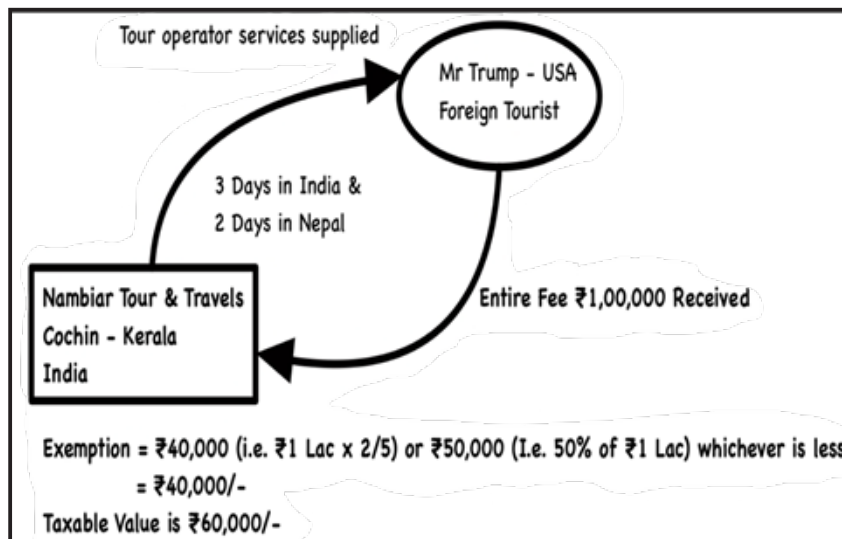 Tour operator services supplied
Mr Trump - USA
Foreign Tourist
3 Days in India &
2 Days in Nepal
Nambiar Tour & Travels
Cochin - Kerala
India
Entire Fee ₹1,00,000 Received
Exemption = ₹40,000 (i.e. ₹1 Lac x 2/5) or ₹50,000 (I.e. 50% of ₹1 Lac) whichever is less
= ₹40,000/-
Taxable Value is ₹60,000/-